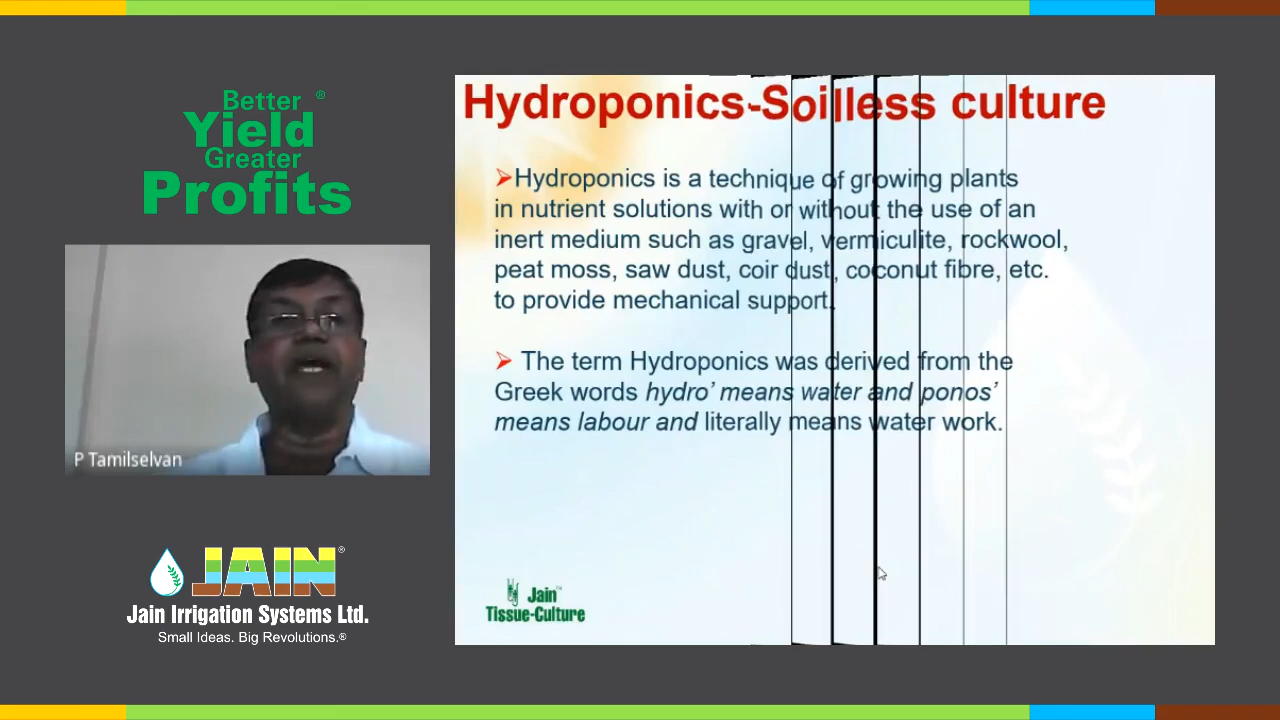 Better ®
Yield
Greater
Profits
P Tamilselvan
JAIN®
Jain Irrigation Systems Ltd.
Small Ideas. Big Revolutions.®
Hydroponics-Soilless culture
➢Hydroponics is a technique of growing plants
in nutrient solutions with or without the use of an
inert medium such as gravel, vermiculite, rockwool,
peat moss, saw dust, coir dust, coconut fibre, etc.
to provide mechanical support.
➢ The term Hydroponics was derived from the
Greek words hydro’ means water and ponos’
means labour and literally means water work.
Jain™
Tissue-Culture